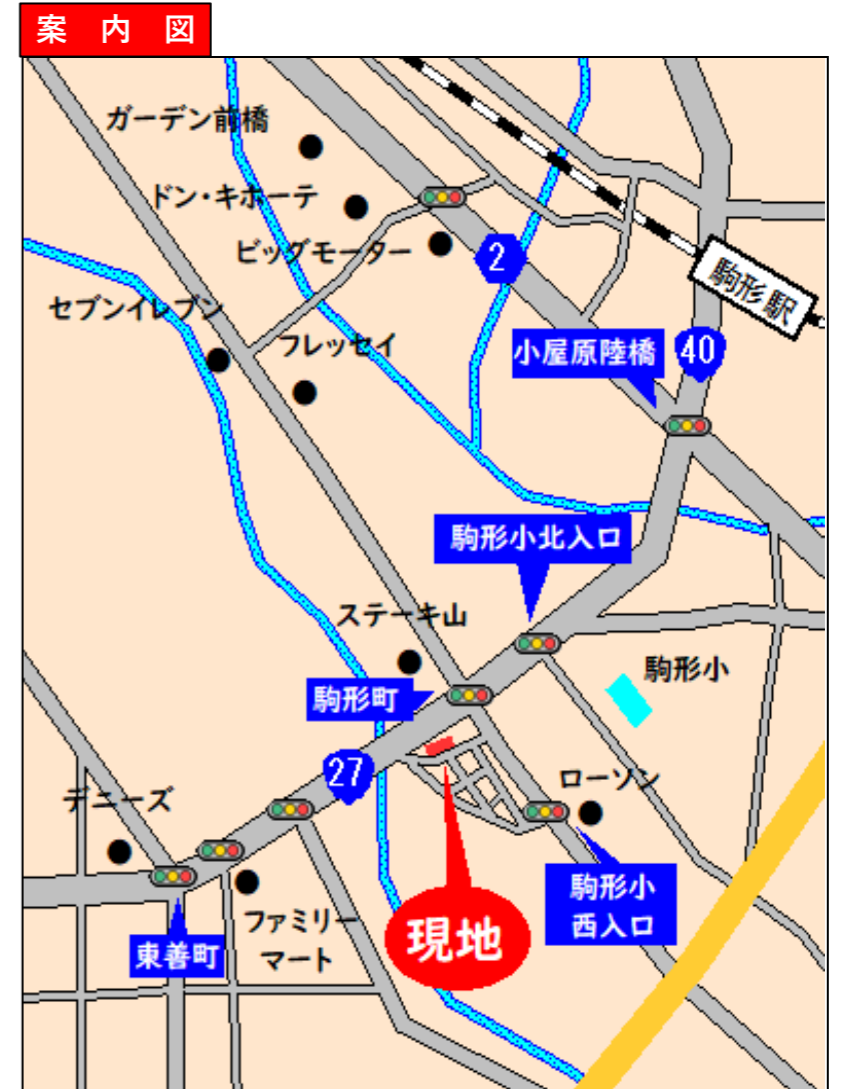 案内図
ガーデン前橋
ドン・キホーテ
ビッグモーター
2
駒形駅
セブンイレブン
フレッセイ
小屋原陸橋
40
駒形小北入口
ステーキ山
駒形小
駒形町
27
ローソン
デニーズ
駒形小
西入口
ファミリー
マート
現地
東善町